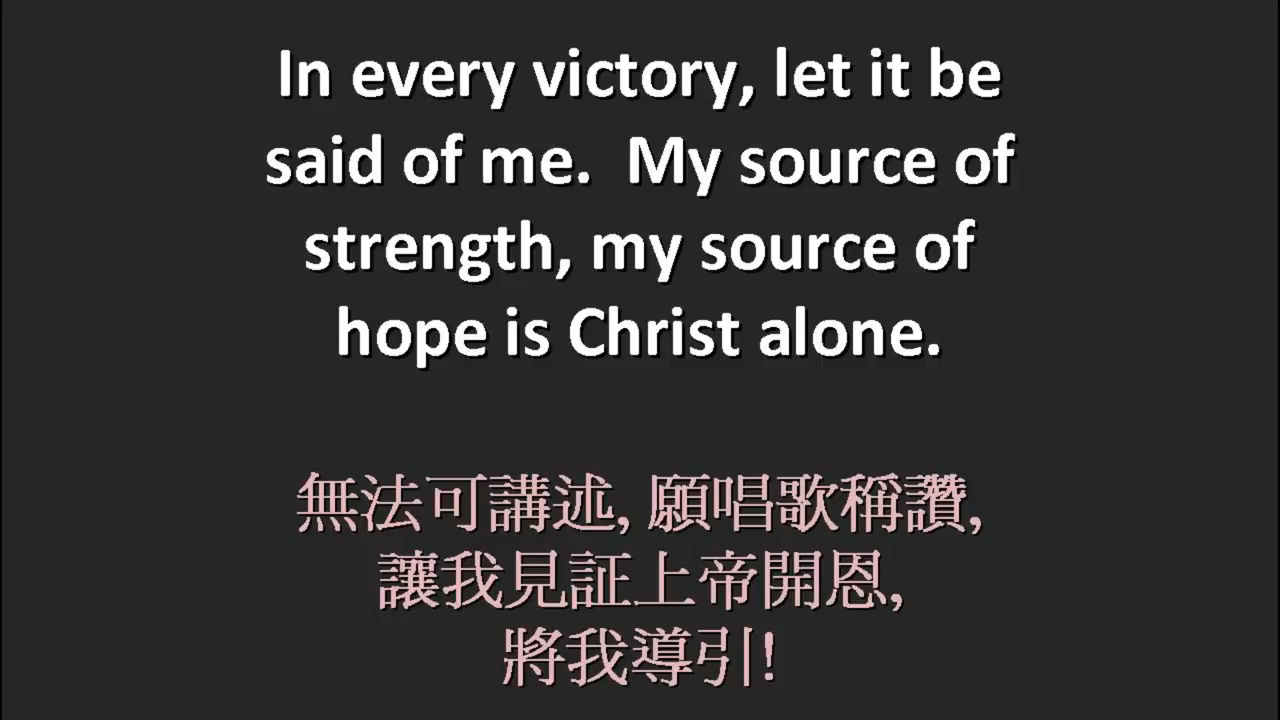 In every victory, let it be
said of me.  My source of
strength, my source of
hope is Christ alone.
無法可講述, 願唱歌稱讚,
讓我見証上帝開恩,
將我導引!